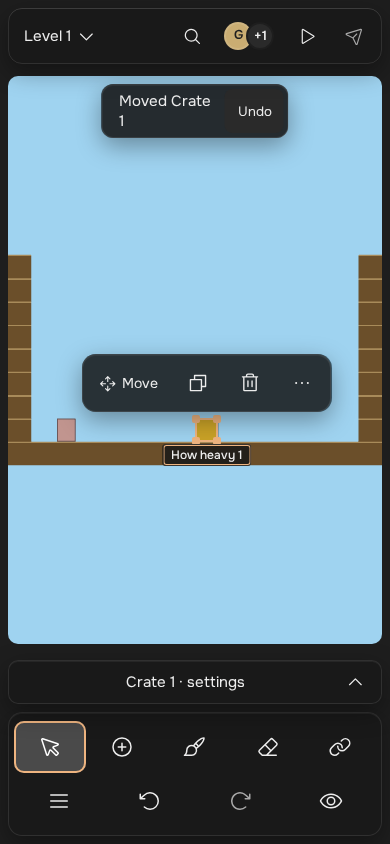 Level 1
G
+1
Moved Crate
1
Undo
Move
How heavy 1
Crate 1 · settings